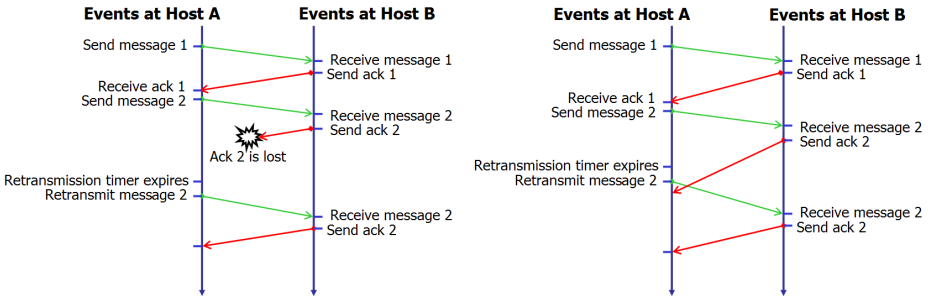 Events at Host A
Events at Host B
Send message 1
Receive message 1
Send ack 1
Receive ack 1
Send message 2
Receive message 2
Send ack 2
Ack 2 is lost
Retransmission timer expires
Retransmit message 2
Receive message 2
Send ack 2
Events at Host A
Events at Host B
Send message 1
Receive message 1
Send ack 1
Receive ack 1
Send message 2
Receive message 2
Send ack 2
Retransmission timer expires
Retransmit message 2
Receive message 2
Send ack 2